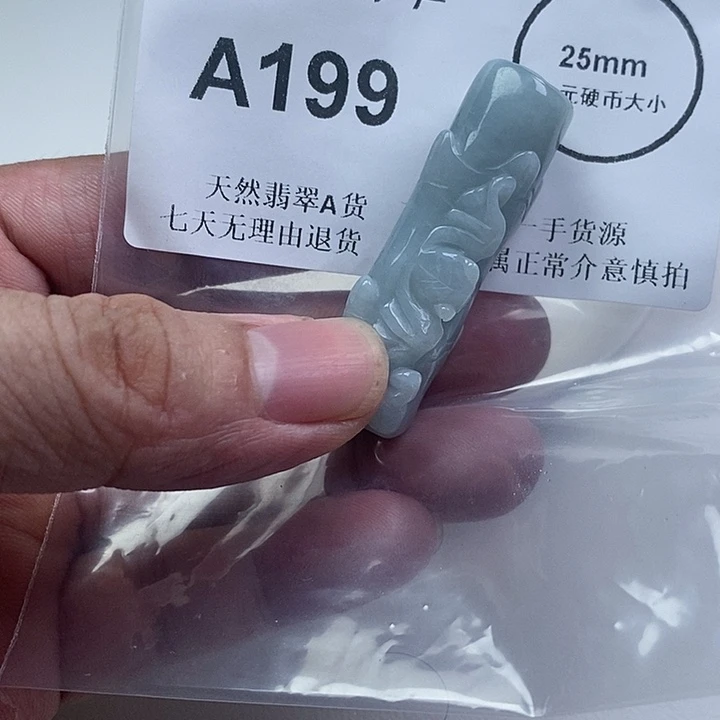 A199
25mm
元硬币大小
天然翡翠A货
七天无理由退货
一手货源
属正常介意慎拍